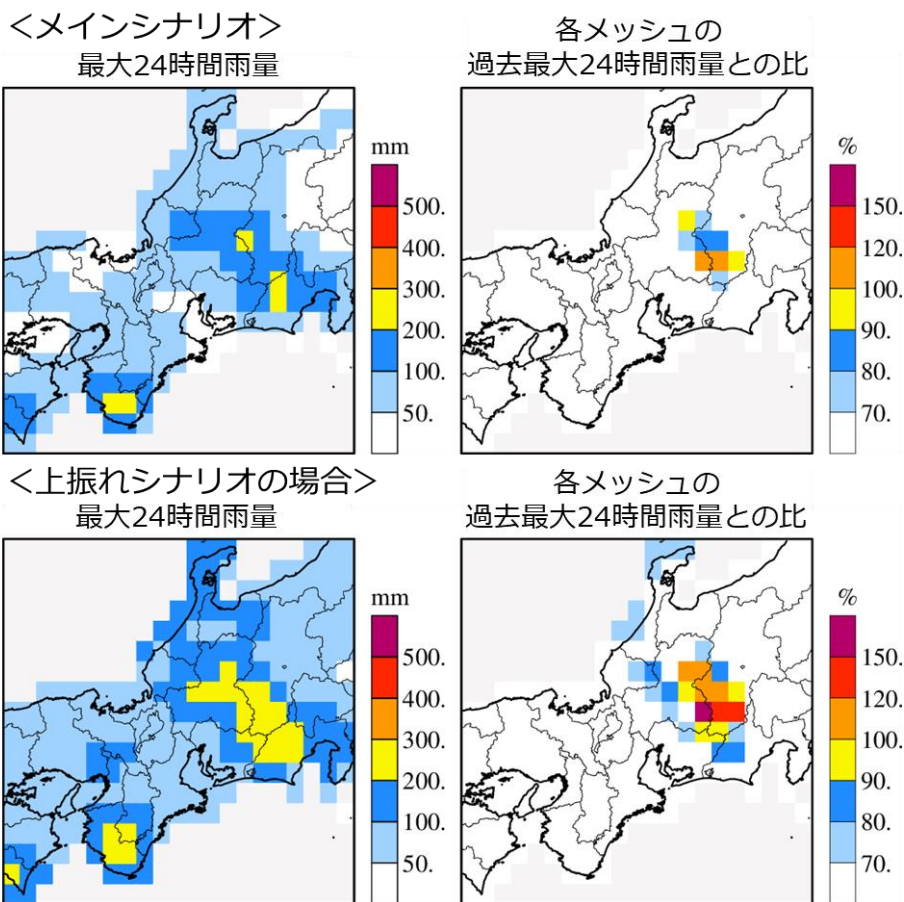 ＜メインシナリオ＞
最大24時間雨量
各メッシュの
過去最大24時間雨量との比
mm
500.
400.
300.
200.
100.
50.
%
150.
120.
100.
90.
80.
70.
＜上振れシナリオの場合＞
最大24時間雨量
各メッシュの
過去最大24時間雨量との比
mm
500.
400.
300.
200.
100.
50.
%
150.
120.
100.
90.
80.
70.